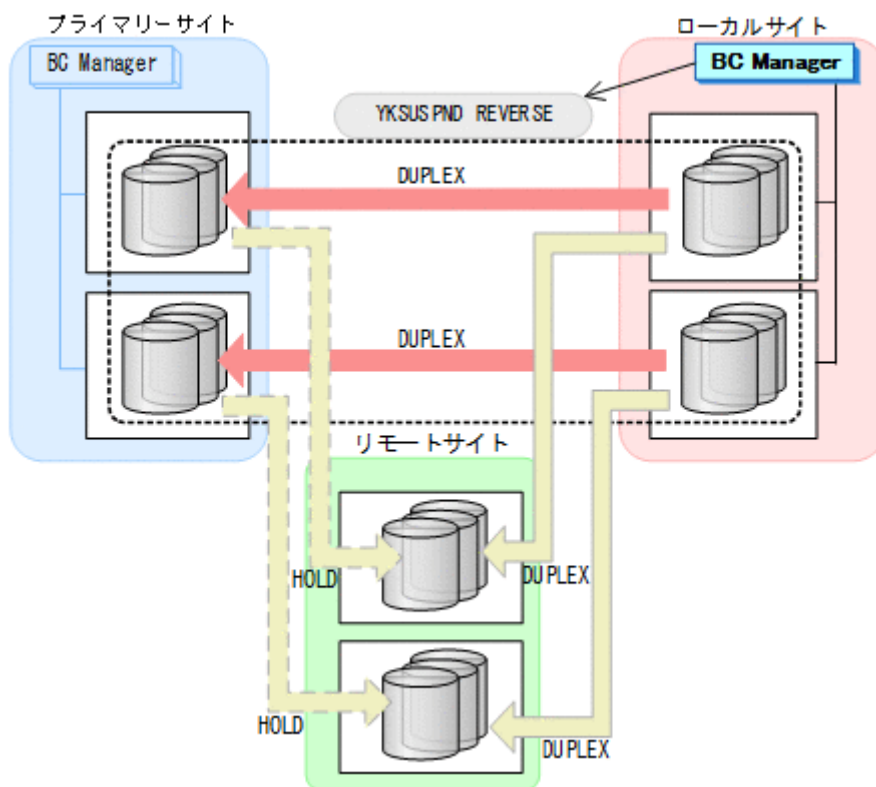 プライマリーサイト
ローカルサイト
BC Manager
BC Manager
YKSUSPND REVERSE
DUPLEX
DUPLEX
リモートサイト
HOLD
DUPLEX
HOLD
DUPLEX